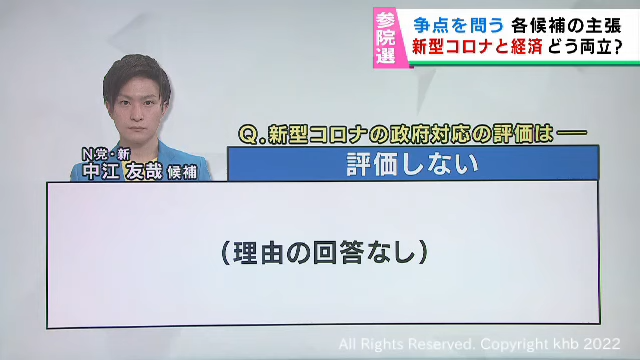 参院選
争点を問う 各候補の主張
新型コロナと経済 どう両立?
Q.新型コロナの政府対応の評価は―
N党・新
中江 友哉 候補
評価しない
(理由の回答なし)
All Rights Reserved. Copyright khb 2022